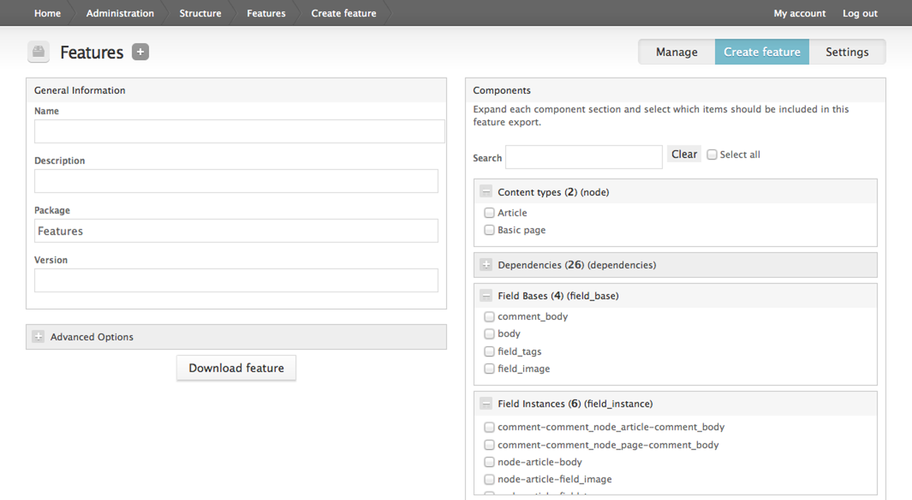 Home Administration Structure Features Create feature My account Log out
Features
Manage Create feature Settings
General Information
Name
Description
Package
Features
Version
Advanced Options
Download feature
Components
Expand each component section and select which items should be included in this
feature export.
Search Clear Select all
Content types (2) (node)
Article
Basic page
Dependencies (26) (dependencies)
Field Bases (4) (field_base)
comment_body
body
field_tags
field_image
Field Instances (6) (field_instance)
comment-comment_node_article-comment_body
comment-comment_node_page-comment_body
node-article-body
node-article-field_image